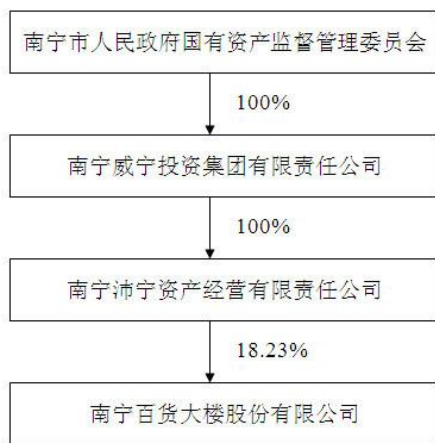 南宁市人民政府国有资产监督管理委员会
100%
南宁威宁投资集团有限责任公司
100%
南宁沛宁资产经营有限责任公司
18.23%
南宁百货大楼股份有限公司